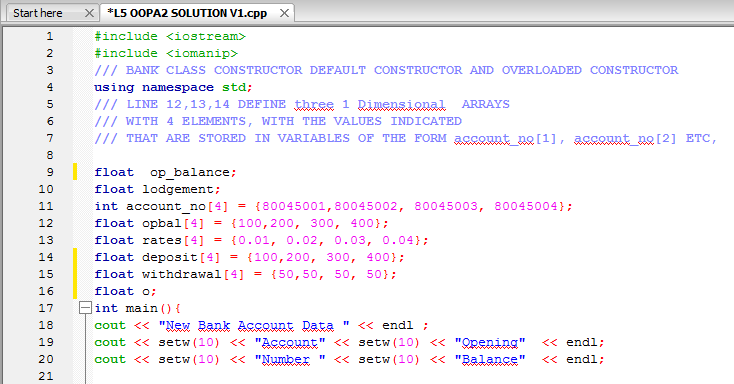 Start here
*L5 OOPA2 SOLUTION V1.cpp
1 #include <iostream>
2 #include <iomanip>
3 /// BANK CLASS CONSTRUCTOR DEFAULT CONSTRUCTOR AND OVERLOADED CONSTRUCTOR
4 using namespace std;
5 /// LINE 12,13,14 DEFINE three 1 Dimensional  ARRAYS
6 /// WITH 4 ELEMENTS, WITH THE VALUES INDICATED
7 /// THAT ARE STORED IN VARIABLES OF THE FORM account_no[1], account_no[2] ETC,
8
9 float  op_balance;
10 float lodgement;
11 int account_no[4] = {80045001,80045002, 80045003, 80045004};
12 float opbal[4] = {100,200, 300, 400};
13 float rates[4] = {0.01, 0.02, 0.03, 0.04};
14 float deposit[4] = {100,200, 300, 400};
15 float withdrawal[4] = {50,50, 50, 50};
16 float o;
17 int main(){
18 cout << "New Bank Account Data " << endl ;
19 cout << setw(10) << "Account" << setw(10) << "Opening"  << endl;
20 cout << setw(10) << "Number " << setw(10) << "Balance"  << endl;
21